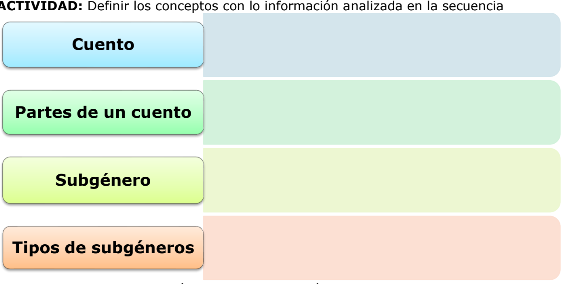 ACTIVIDAD: Definir los conceptos con lo información analizada en la secuencia
Cuento
Partes de un cuento
Subgénero
Tipos de subgéneros